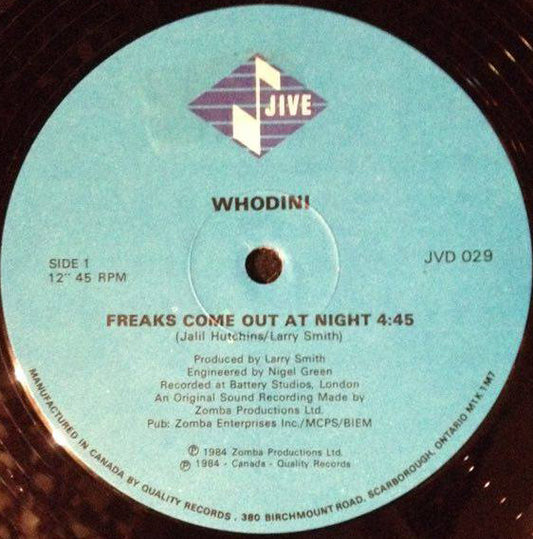 JIVE
WHODINI
SIDE 1
12" 45 RPM
JVD 029
FREAKS COME OUT AT NIGHT 4:45
(Jalil Hutchins/Larry Smith)
Produced by Larry Smith
Engineered by Nigel Green
Recorded at Battery Studios, London
An Original Sound Recording Made by
Zomba Productions Ltd.
Pub: Zomba Enterprises Inc./MCPS/BIEM
℗ 1984 Zomba Productions Ltd.
℗ 1984 - Canada - Quality Records
MANUFACTURED IN CANADA BY QUALITY RECORDS . 380 BIRCHMOUNT ROAD, SCARBOROUGH, ONTARIO M1K 1M7